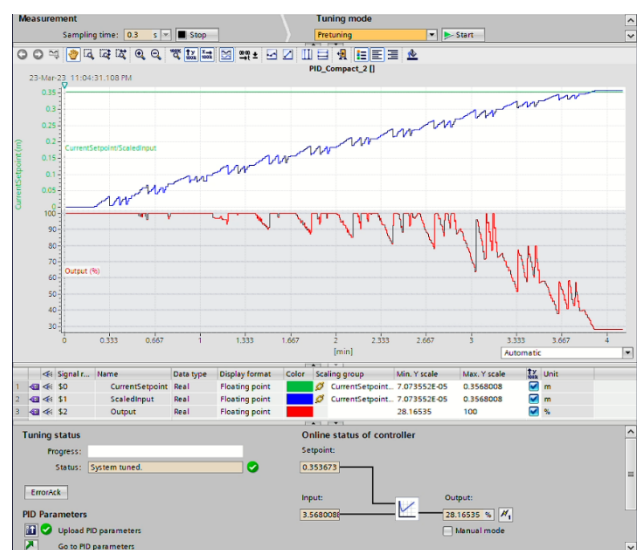 Measurement
Tuning mode
Sampling time: 0.3 s Stop
Pretuning Start
PID_Compact_2 []
23-Mar-23 11:04:31.108 PM
CurrentSetpoint (m)
0.35
0.3
0.25
0.2
0.15
0.1
0.05
0
CurrentSetpoint/ScaledInput
100
90
80
70
60
50
40
30
Output (%)
0 0.333 0.667 1 1.333 1.667 2 2.333 2.667 3 3.333 3.667 4
[min]
Automatic
Signal r... Name Data type Display format Color Scaling group Min. Y scale Max. Y scale Unit
1 $0 CurrentSetpoint Real Floating point CurrentSetpoint... 7.073552E-05 0.3568008 m
2 $1 ScaledInput Real Floating point CurrentSetpoint... 7.073552E-05 0.3568008 m
3 $2 Output Real Floating point 28.16535 100 %
Tuning status
Online status of controller
Progress:
Setpoint:
Status: System tuned.
0.353673
ErrorAck
Input:
Output:
3.568008
28.16535 %
PID Parameters
Manual mode
Upload PID parameters
Go to PID parameters